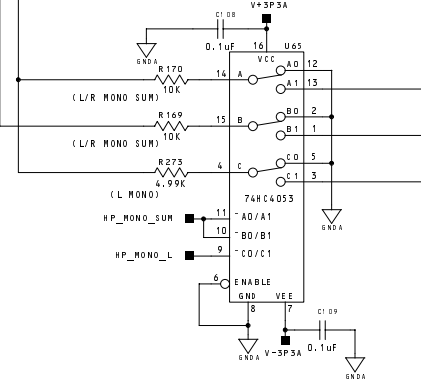 V+3P3A
C108
0.1uF
GNDA
16
U65
VCC
R170
10K
14
A
A0
12
A1
13
(L/R MONO SUM)
R169
10K
15
B
B0
2
B1
1
(L/R MONO SUM)
R273
4.99K
4
C
C0
5
C1
3
(L MONO)
74HC4053
GNDA
HP_MONO_SUM
11
¯A0/A1
10
¯B0/B1
HP_MONO_L
9
¯C0/C1
6
ENABLE
GND
VEE
8
7
C109
0.1uF
GNDA
V-3P3A
GNDA